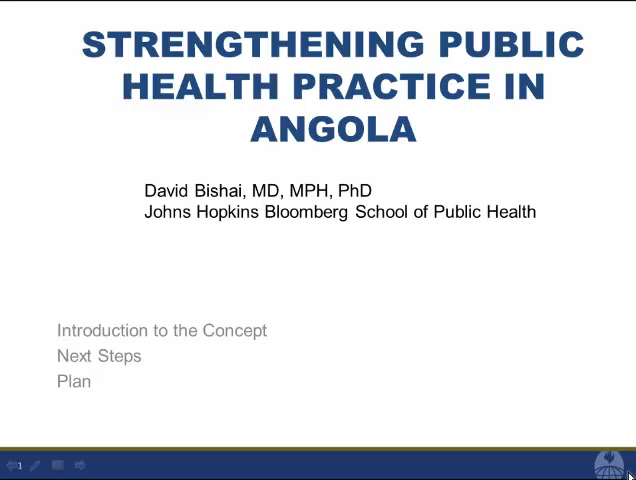 STRENGTHENING PUBLIC
HEALTH PRACTICE IN
ANGOLA
David Bishai, MD, MPH, PhD
Johns Hopkins Bloomberg School of Public Health
Introduction to the Concept
Next Steps
Plan
1